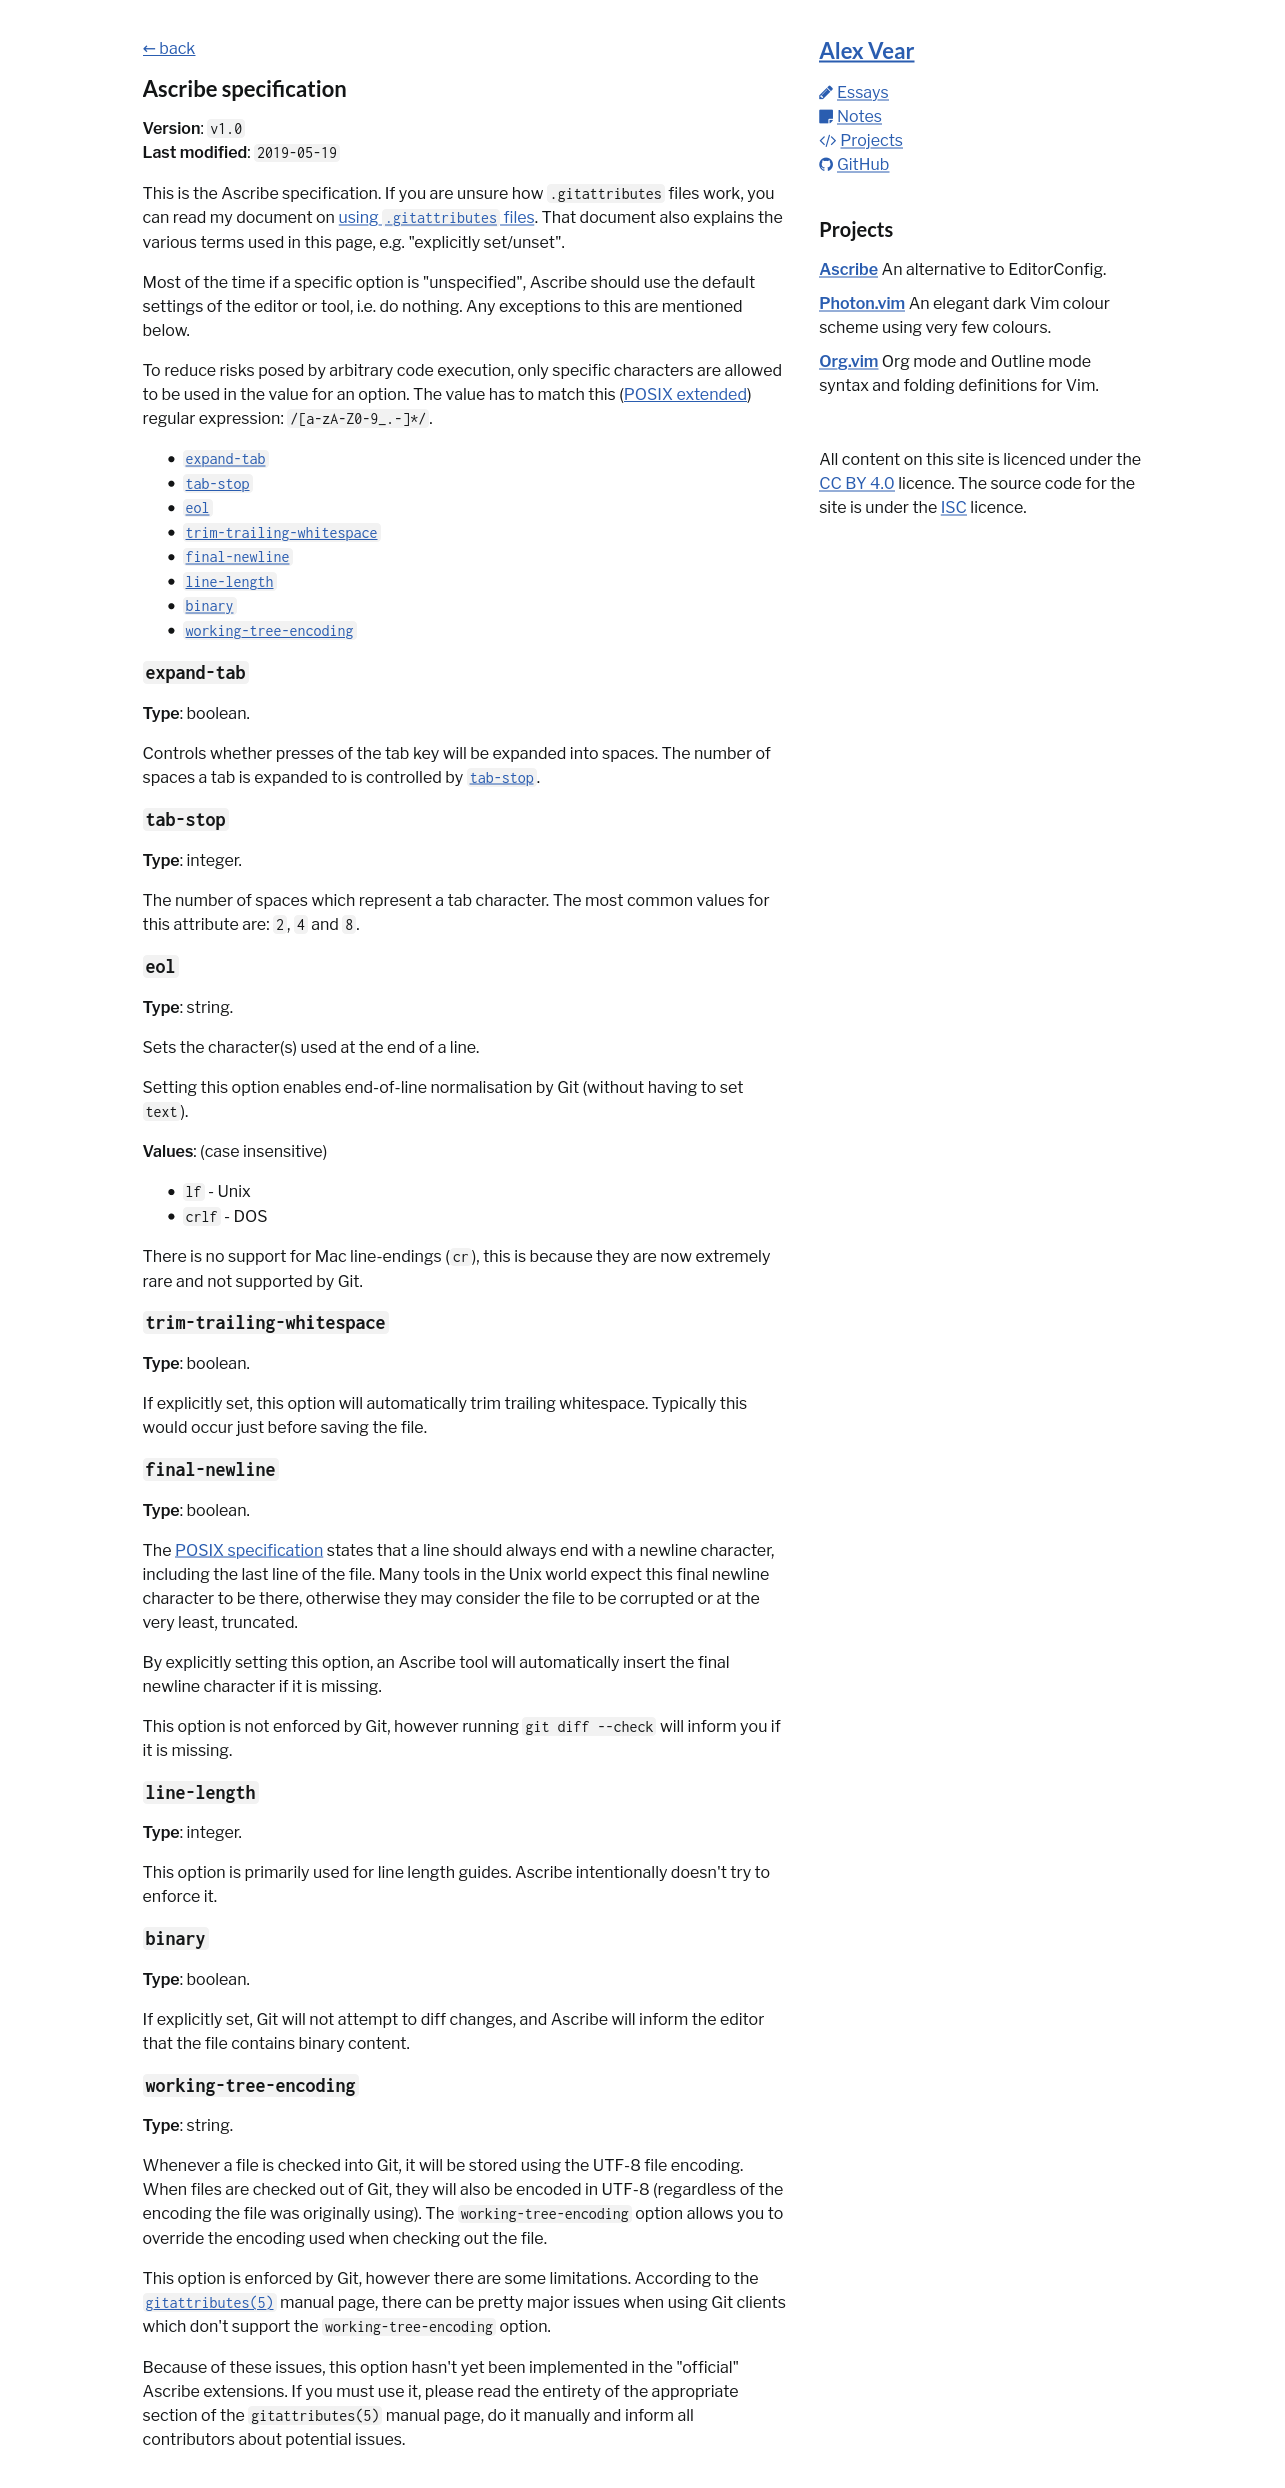 ← back
Ascribe specification
Version: v1.0
Last modified: 2019-05-19
This is the Ascribe specification. If you are unsure how .gitattributes files work, you
can read my document on using .gitattributes files. That document also explains the
various terms used in this page, e.g. "explicitly set/unset".
Most of the time if a specific option is "unspecified", Ascribe should use the default
settings of the editor or tool, i.e. do nothing. Any exceptions to this are mentioned
below.
To reduce risks posed by arbitrary code execution, only specific characters are allowed
to be used in the value for an option. The value has to match this (POSIX extended)
regular expression: /[a-zA-Z0-9_.-]*/.
• expand-tab
• tab-stop
• eol
• trim-trailing-whitespace
• final-newline
• line-length
• binary
• working-tree-encoding
expand-tab
Type: boolean.
Controls whether presses of the tab key will be expanded into spaces. The number of
spaces a tab is expanded to is controlled by tab-stop.
tab-stop
Type: integer.
The number of spaces which represent a tab character. The most common values for
this attribute are: 2, 4 and 8.
eol
Type: string.
Sets the character(s) used at the end of a line.
Setting this option enables end-of-line normalisation by Git (without having to set
text).
Values: (case insensitive)
• lf - Unix
• crlf - DOS
There is no support for Mac line-endings (cr), this is because they are now extremely
rare and not supported by Git.
trim-trailing-whitespace
Type: boolean.
If explicitly set, this option will automatically trim trailing whitespace. Typically this
would occur just before saving the file.
final-newline
Type: boolean.
The POSIX specification states that a line should always end with a newline character,
including the last line of the file. Many tools in the Unix world expect this final newline
character to be there, otherwise they may consider the file to be corrupted or at the
very least, truncated.
By explicitly setting this option, an Ascribe tool will automatically insert the final
newline character if it is missing.
This option is not enforced by Git, however running git diff --check will inform you if
it is missing.
line-length
Type: integer.
This option is primarily used for line length guides. Ascribe intentionally doesn't try to
enforce it.
binary
Type: boolean.
If explicitly set, Git will not attempt to diff changes, and Ascribe will inform the editor
that the file contains binary content.
working-tree-encoding
Type: string.
Whenever a file is checked into Git, it will be stored using the UTF-8 file encoding.
When files are checked out of Git, they will also be encoded in UTF-8 (regardless of the
encoding the file was originally using). The working-tree-encoding option allows you to
override the encoding used when checking out the file.
This option is enforced by Git, however there are some limitations. According to the
gitattributes(5) manual page, there can be pretty major issues when using Git clients
which don't support the working-tree-encoding option.
Because of these issues, this option hasn't yet been implemented in the "official"
Ascribe extensions. If you must use it, please read the entirety of the appropriate
section of the gitattributes(5) manual page, do it manually and inform all
contributors about potential issues.
Alex Vear
Essays
Notes
Projects
GitHub
Projects
Ascribe An alternative to EditorConfig.
Photon.vim An elegant dark Vim colour
scheme using very few colours.
Org.vim Org mode and Outline mode
syntax and folding definitions for Vim.
All content on this site is licenced under the
CC BY 4.0 licence. The source code for the
site is under the ISC licence.